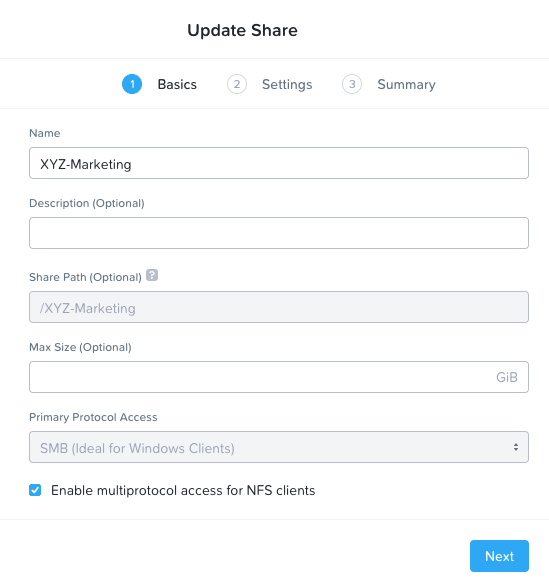 Update Share
1 Basics 2 Settings 3 Summary
Name
XYZ-Marketing
Description (Optional)
Share Path (Optional) ?
/XYZ-Marketing
Max Size (Optional)
GiB
Primary Protocol Access
SMB (Ideal for Windows Clients)
Enable multiprotocol access for NFS clients
Next